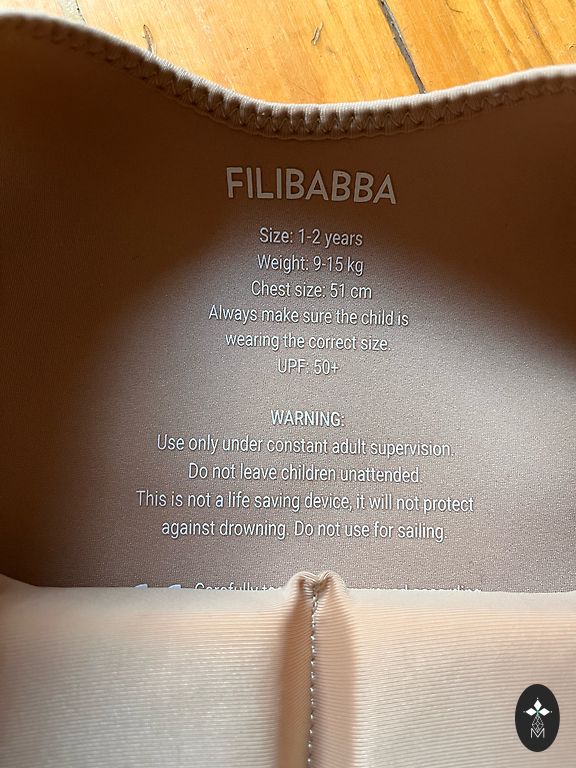 FILIBABBA
Size: 1-2 years
Weight: 9-15 kg
Chest size: 51 cm
Always make sure the child is
wearing the correct size.
UPF: 50+
WARNING:
Use only under constant adult supervision.
Do not leave children unattended.
This is not a life saving device, it will not protect
against drowning. Do not use for sailing.
Carefully
M